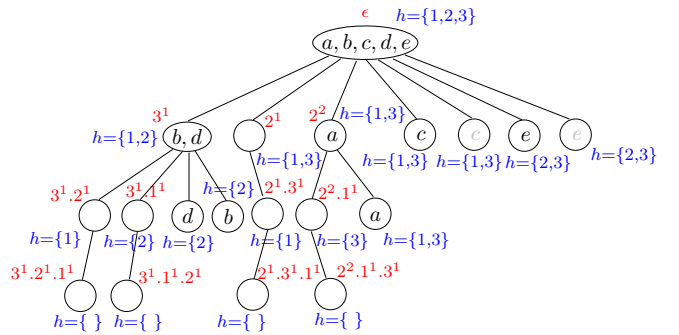 ϵ h={1,2,3}
a, b, c, d, e
3¹ 2¹ 2² h={1,3}
h={1,2} b, d a c c e e
h={1,3} h={1,3} h={1,3} h={2,3} h={2,3}
3¹.2¹ 3¹.1¹ h={2} 2¹.3¹ 2².1¹
d b a
h={1} h={2} h={2} h={1} h={3} h={1,3}
3¹.2¹.1¹ 3¹.1¹.2¹ 2¹.3¹.1¹ 2².1¹.3¹
h={ } h={ } h={ } h={ }